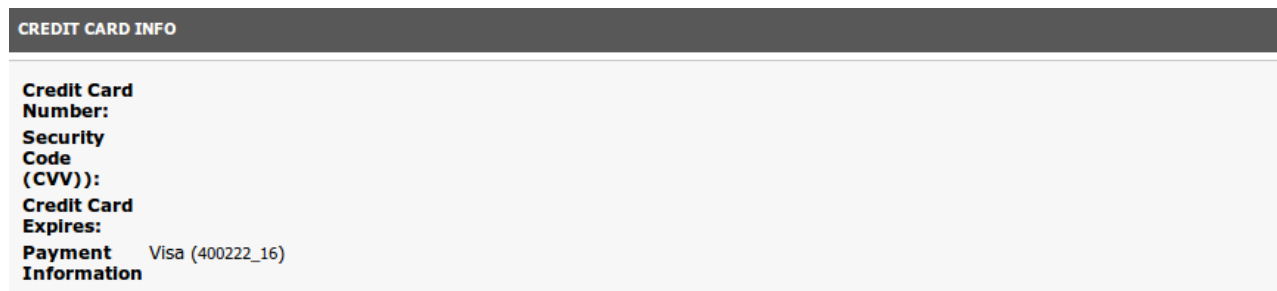 CREDIT CARD INFO
Credit Card
Number:
Security
Code
(CVV)):
Credit Card
Expires:
Payment Visa (400222_16)
Information